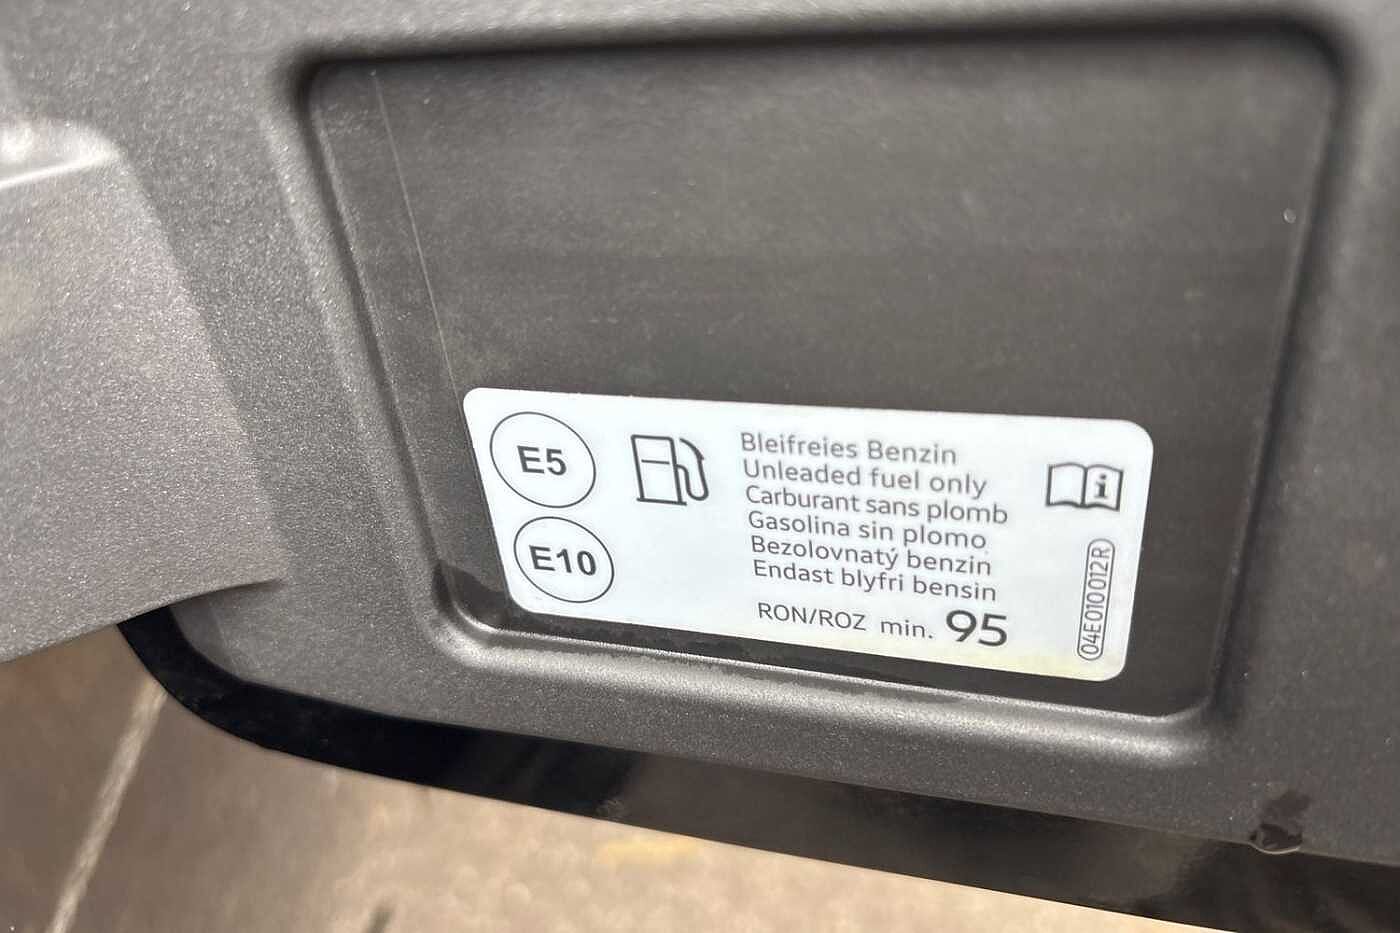 E5
E10
Bleifreies Benzin
Unleaded fuel only
Carburant sans plomb
Gasolina sin plomo
Bezolovnatý benzin
Endast blyfri bensin
RON/ROZ min. 95
i
04E010012R